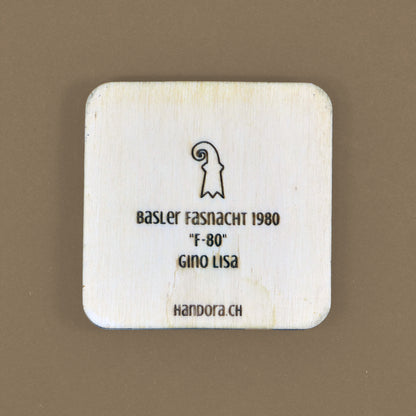 Basler Fasnacht 1980
"F-80"
Gino Lisa
Handora.ch